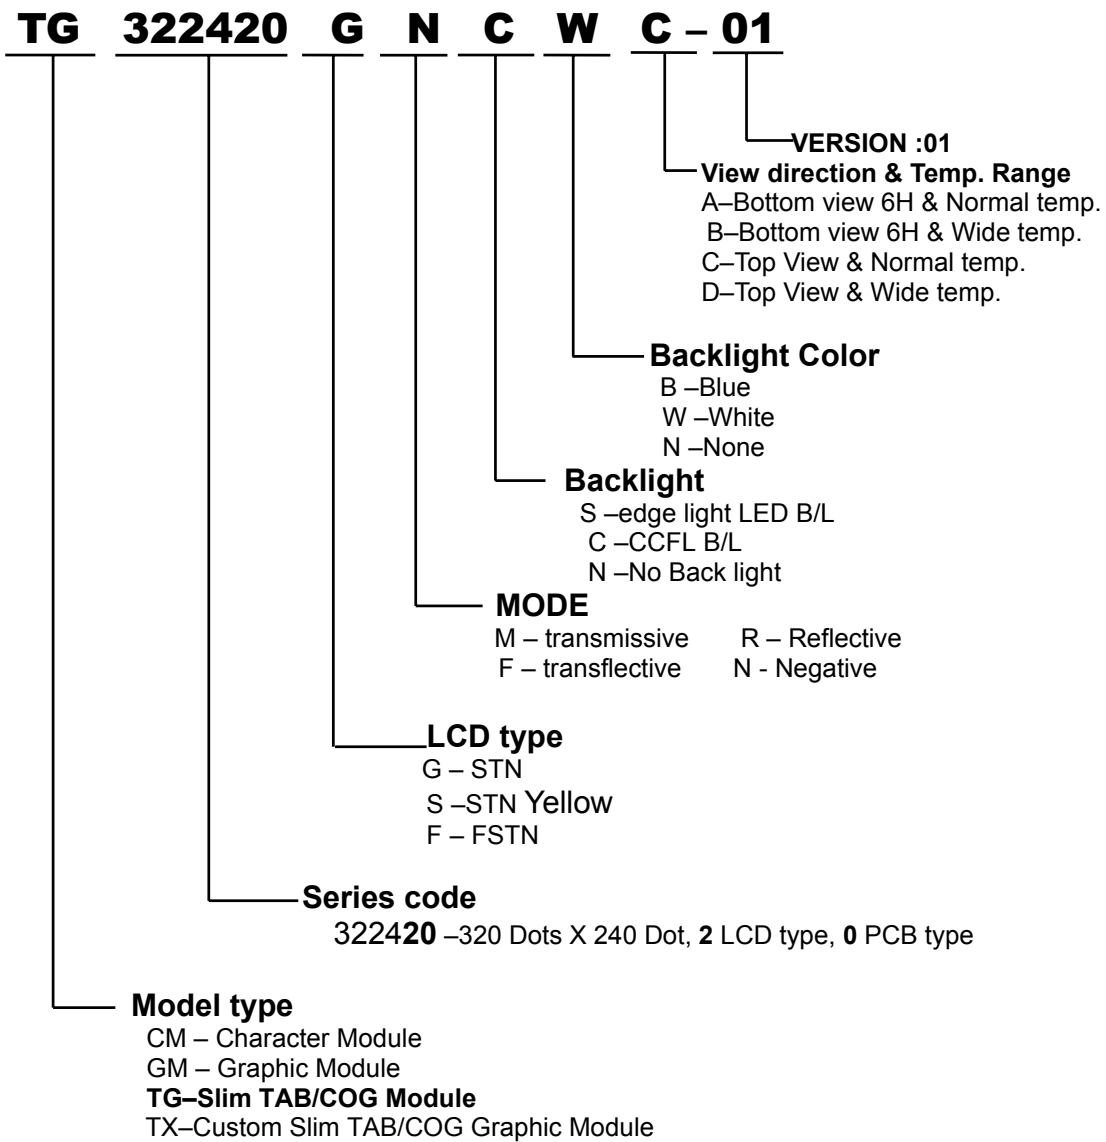 TG 322420 G N C W C – 01
VERSION :01
View direction & Temp. Range
A–Bottom view 6H & Normal temp.
B–Bottom view 6H & Wide temp.
C–Top View & Normal temp.
D–Top View & Wide temp.
Backlight Color
B –Blue
W –White
N –None
Backlight
S –edge light LED B/L
C –CCFL B/L
N –No Back light
MODE
M – transmissive R – Reflective
F – transflective N - Negative
LCD type
G – STN
S –STN Yellow
F – FSTN
Series code
322420 –320 Dots X 240 Dot, 2 LCD type, 0 PCB type
Model type
CM – Character Module
GM – Graphic Module
TG–Slim TAB/COG Module
TX–Custom Slim TAB/COG Graphic Module